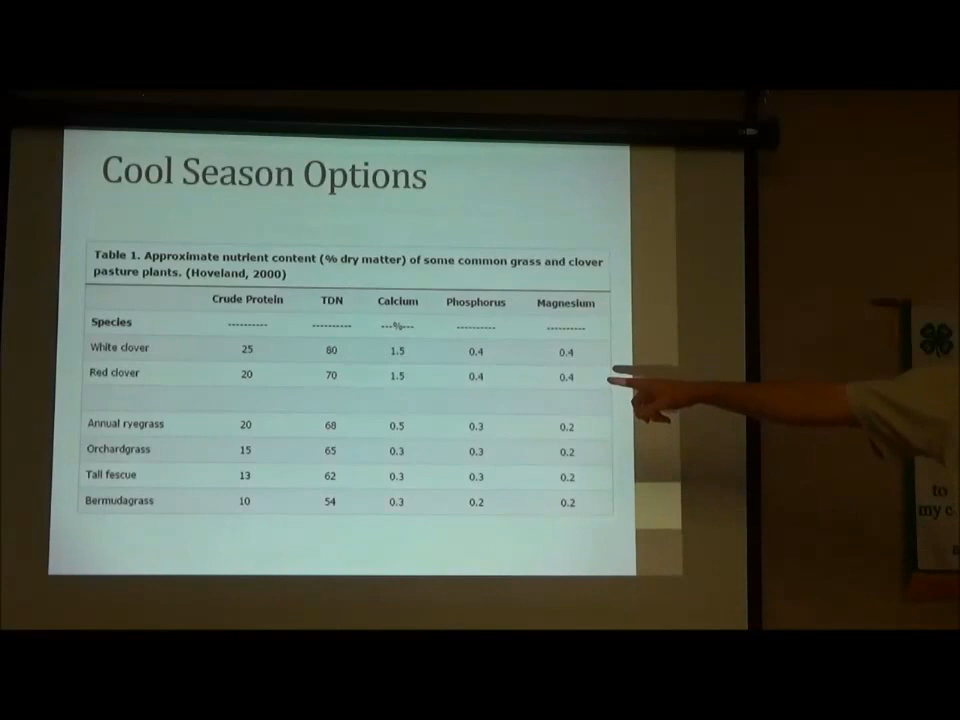 Cool Season Options
Table 1. Approximate nutrient content (% dry matter) of some common grass and clover
pasture plants. (Hoveland, 2000)
Crude Protein TDN Calcium Phosphorus Magnesium
Species ---------- ---------- ---%--- ---------- ----------
White clover 25 80 1.5 0.4 0.4
Red clover 20 70 1.5 0.4 0.4
Annual ryegrass 20 68 0.5 0.3 0.2
Orchardgrass 15 65 0.3 0.3 0.2
Tall fescue 13 62 0.3 0.3 0.2
Bermudagrass 10 54 0.3 0.2 0.2
to
my c